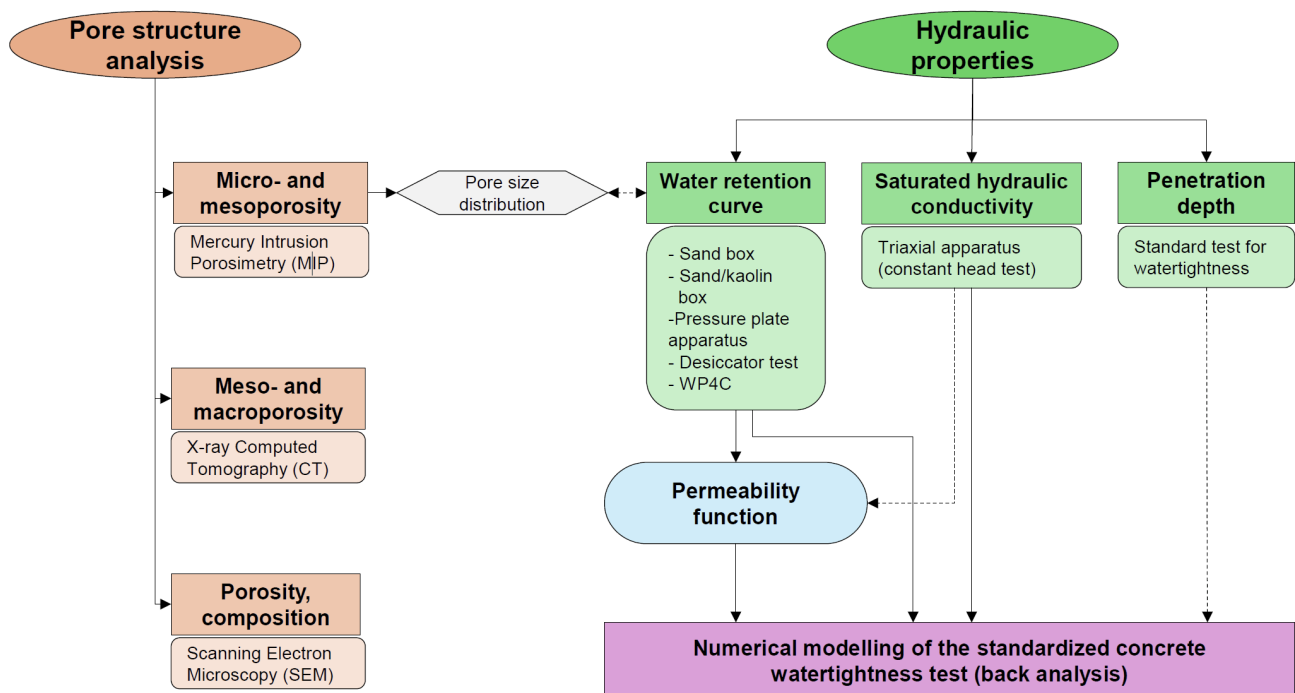 Pore structure
analysis
Hydraulic
properties
Micro- and
mesoporosity
Mercury Intrusion
Porosimetry (MIP)
Pore size
distribution
Water retention
curve
- Sand box
- Sand/kaolin
box
-Pressure plate
apparatus
- Desiccator test
- WP4C
Saturated hydraulic
conductivity
Triaxial apparatus
(constant head test)
Penetration
depth
Standard test for
watertightness
Meso- and
macroporosity
X-ray Computed
Tomography (CT)
Permeability
function
Porosity,
composition
Scanning Electron
Microscopy (SEM)
Numerical modelling of the standardized concrete
watertightness test (back analysis)